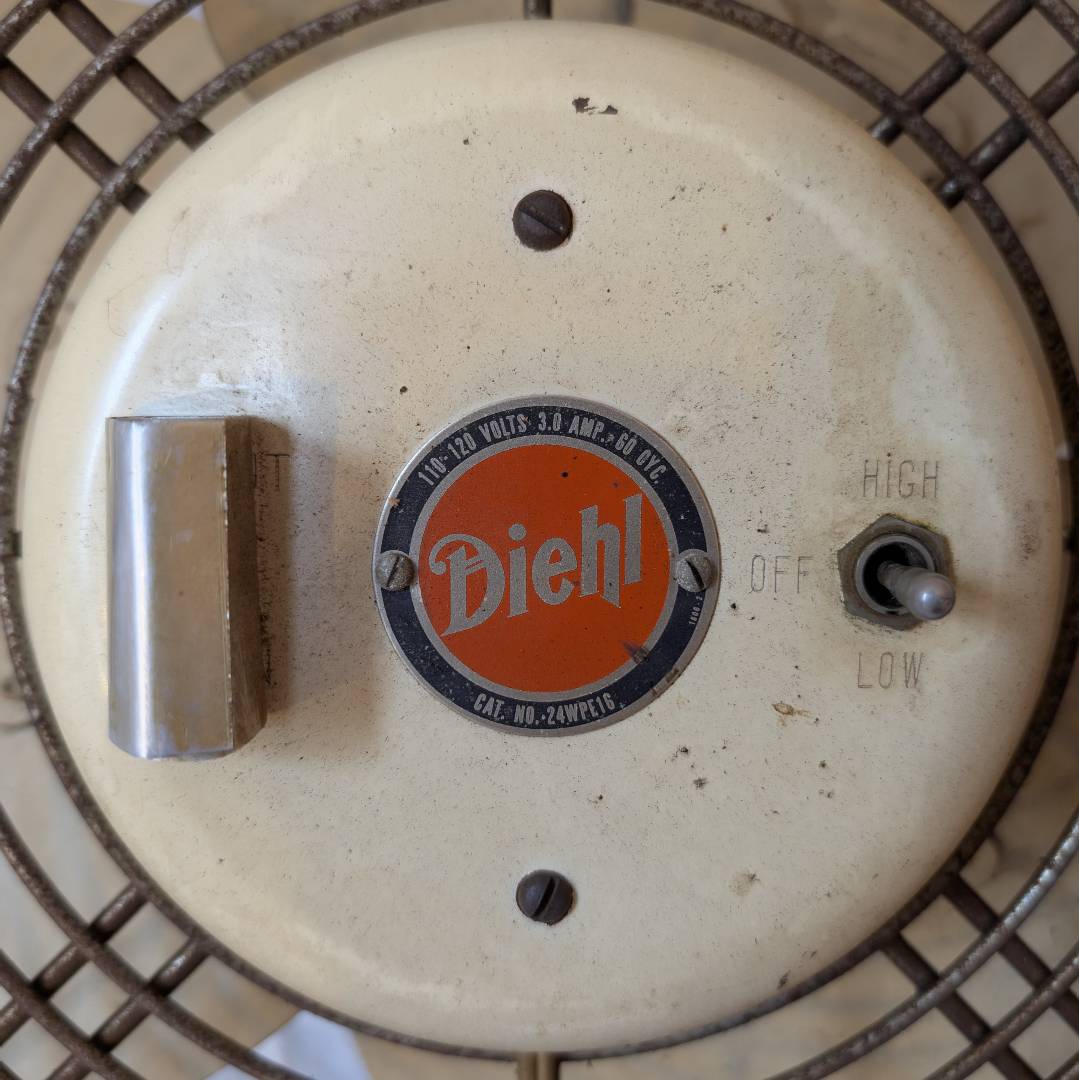 110-120 VOLTS 3.0 AMP. 60 CYC.
Diehl
CAT. NO. 24WPE16
HIGH
OFF
LOW
T